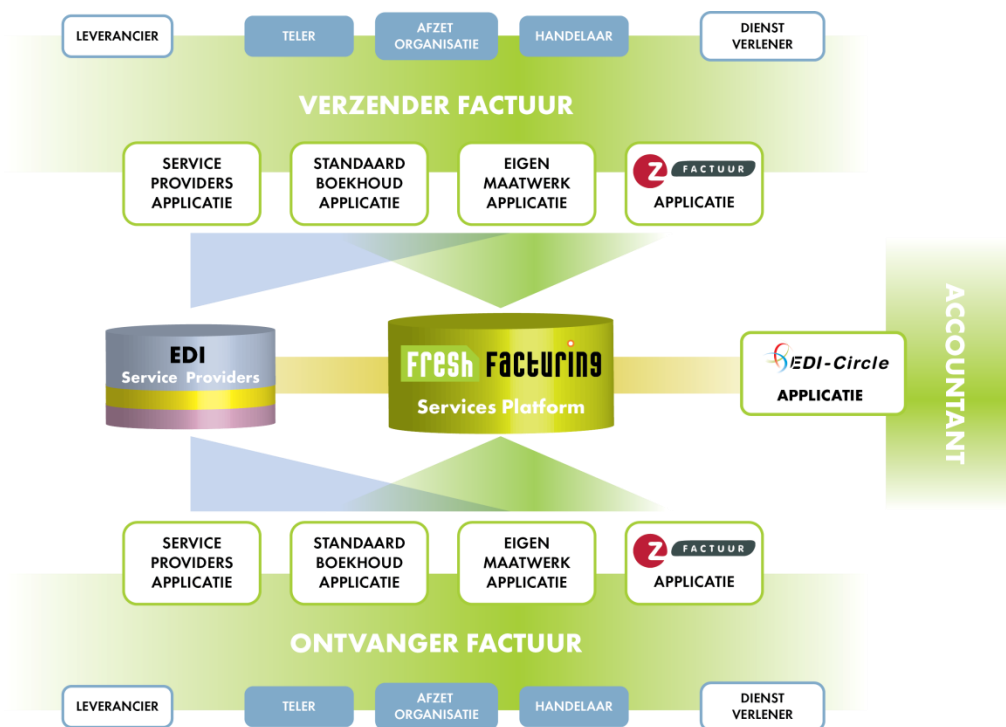 LEVERANCIER
TELER
AFZET
ORGANISATIE
HANDELAAR
DIENST
VERLENER
VERZENDER FACTUUR
SERVICE
PROVIDERS
APPLICATIE
STANDAARD
BOEKHOUD
APPLICATIE
EIGEN
MAATWERK
APPLICATIE
Z FACTUUR
APPLICATIE
EDI
Service Providers
FResh FactuRing
Services Platform
EDI-Circle
APPLICATIE
ACCOUNTANT
SERVICE
PROVIDERS
APPLICATIE
STANDAARD
BOEKHOUD
APPLICATIE
EIGEN
MAATWERK
APPLICATIE
Z FACTUUR
APPLICATIE
ONTVANGER FACTUUR
LEVERANCIER
TELER
AFZET
ORGANISATIE
HANDELAAR
DIENST
VERLENER